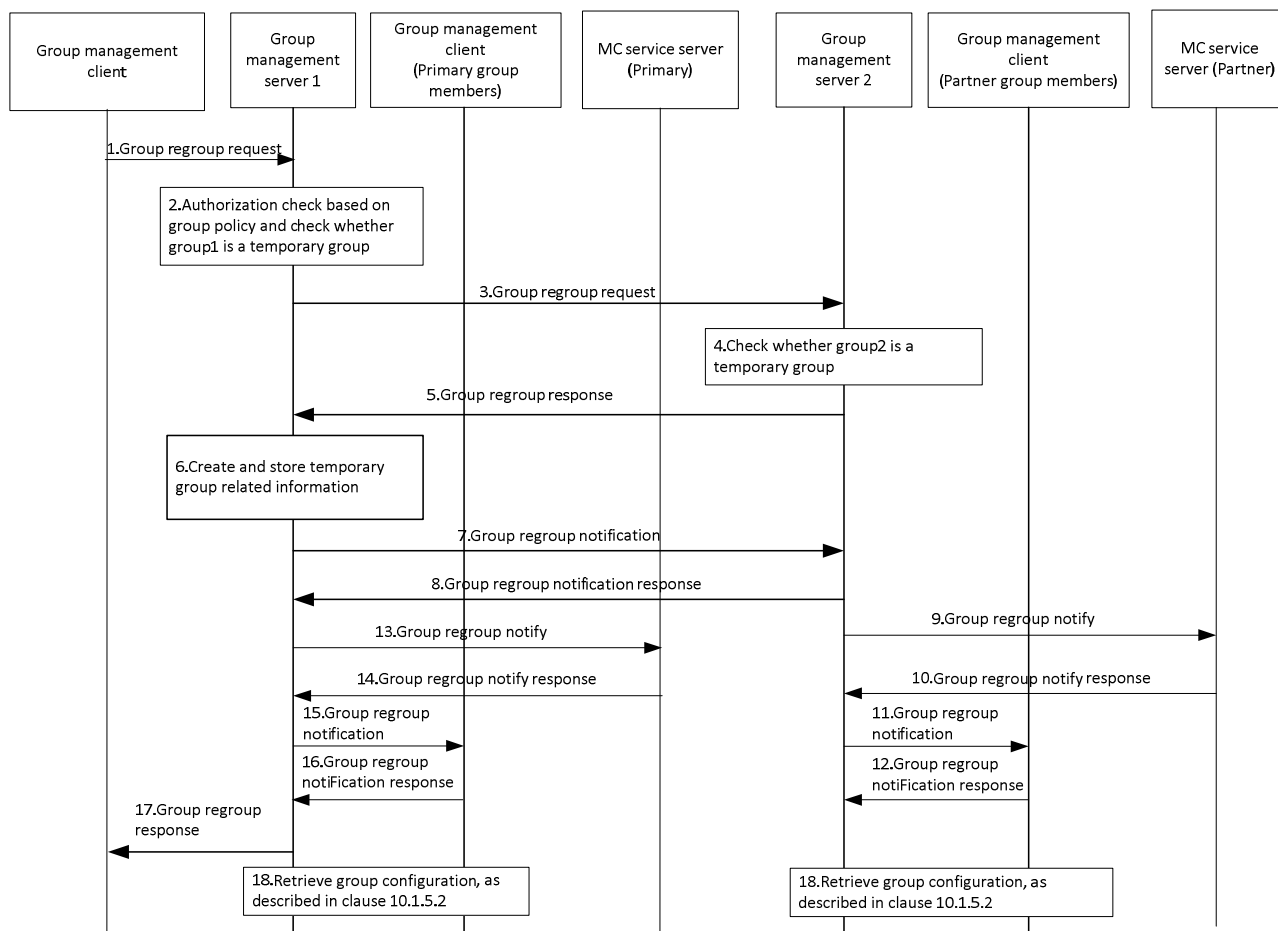 Group management
client
Group
management
server 1
Group management
client
(Primary group
members)
MC service server
(Primary)
Group
management
server 2
Group management
client
(Partner group members)
MC service
server (Partner)
1.Group regroup request
2.Authorization check based on
group policy and check whether
group1 is a temporary group
3.Group regroup request
4.Check whether group2 is a
temporary group
5.Group regroup response
6.Create and store temporary
group related information
7.Group regroup notification
8.Group regroup notification response
9.Group regroup notify
13.Group regroup notify
14.Group regroup notify response
10.Group regroup notify response
15.Group regroup
notification
11.Group regroup
notification
16.Group regroup
notiFication response
12.Group regroup
notiFication response
17.Group regroup
response
18.Retrieve group configuration, as
described in clause 10.1.5.2
18.Retrieve group configuration, as
described in clause 10.1.5.2